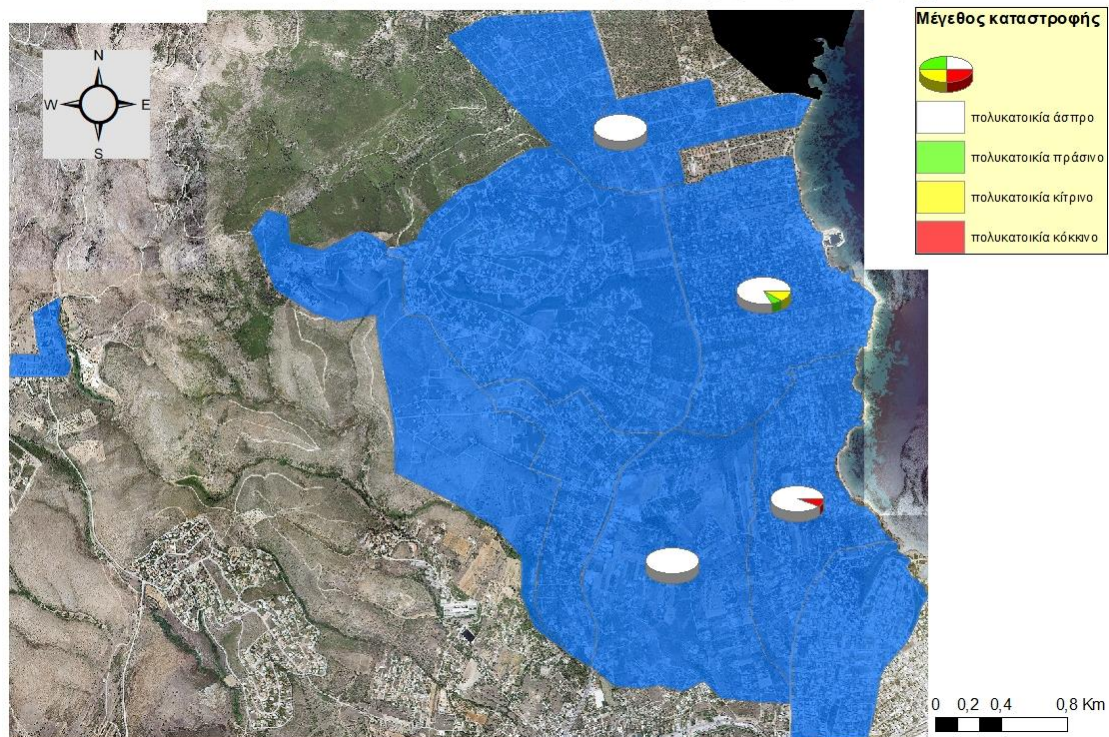 Μέγεθος καταστροφής
N
W E
S
πολυκατοικία άσπρο
πολυκατοικία πράσινο
πολυκατοικία κίτρινο
πολυκατοικία κόκκινο
0 0,2 0,4 0,8 Km